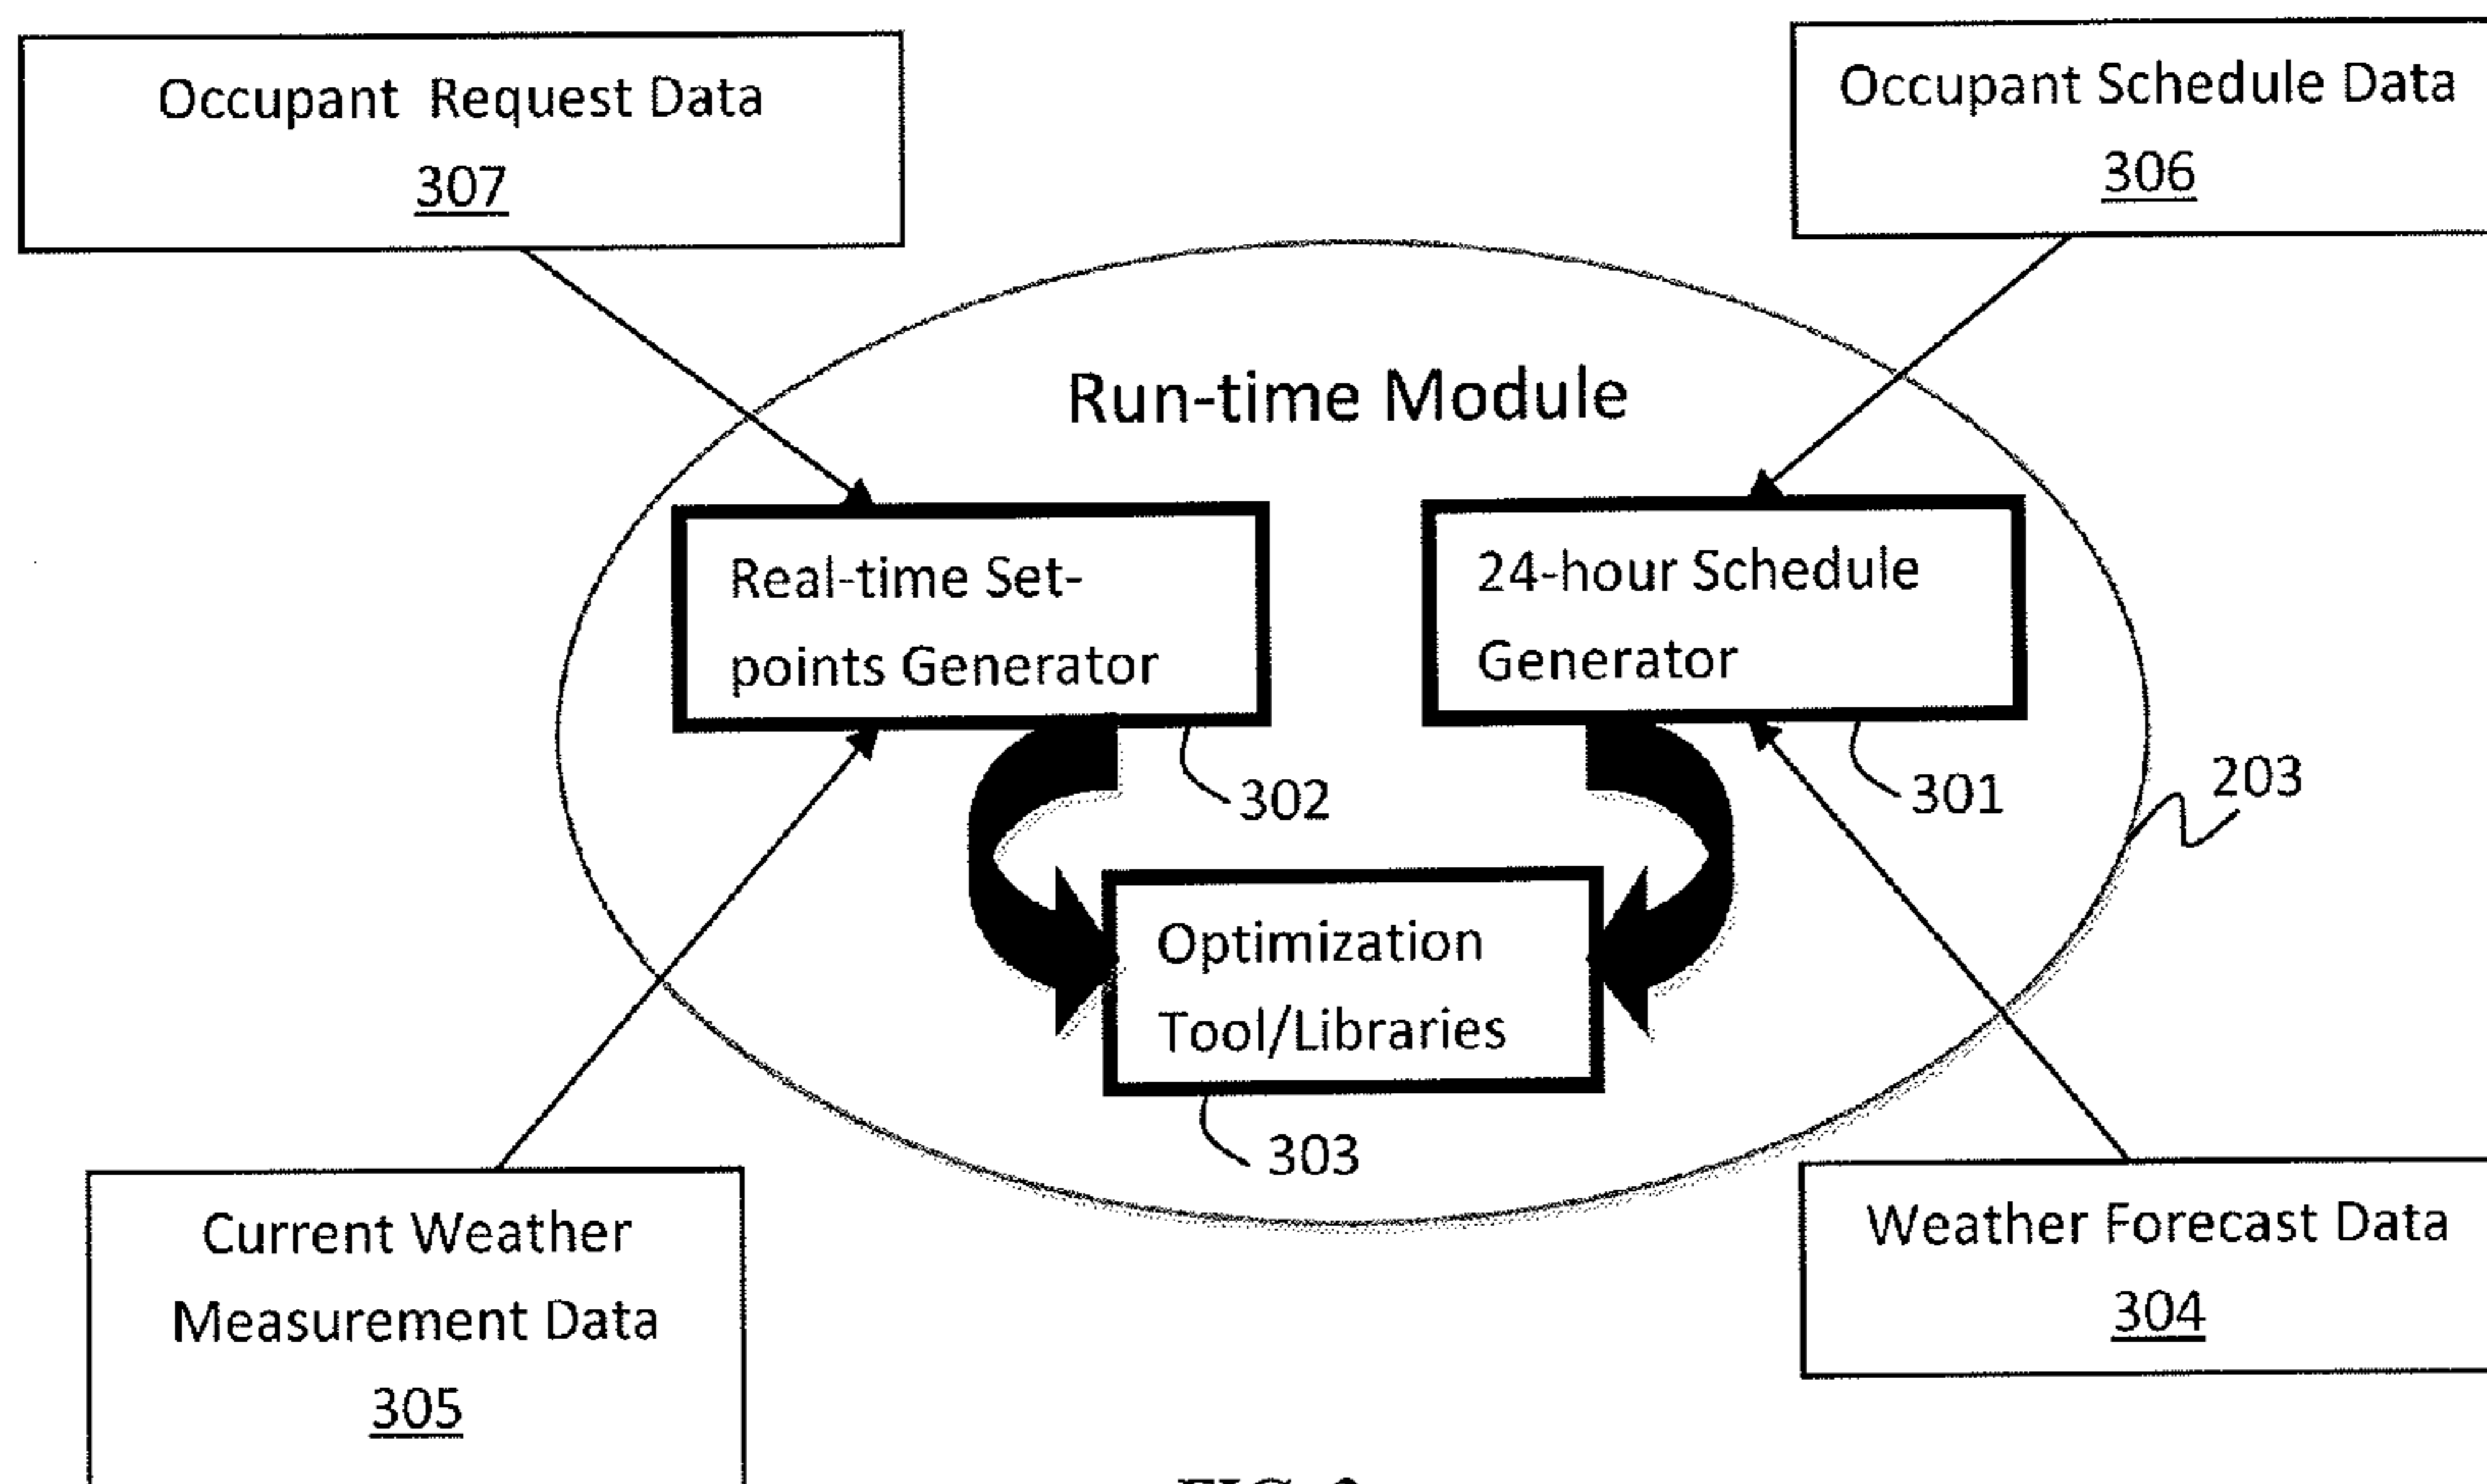 Occupant Request Data
307
Occupant Schedule Data
306
Run-time Module
Real-time Set-
points Generator
24-hour Schedule
Generator
302
301
203
Optimization
Tool/Libraries
303
Current Weather
Measurement Data
305
Weather Forecast Data
304